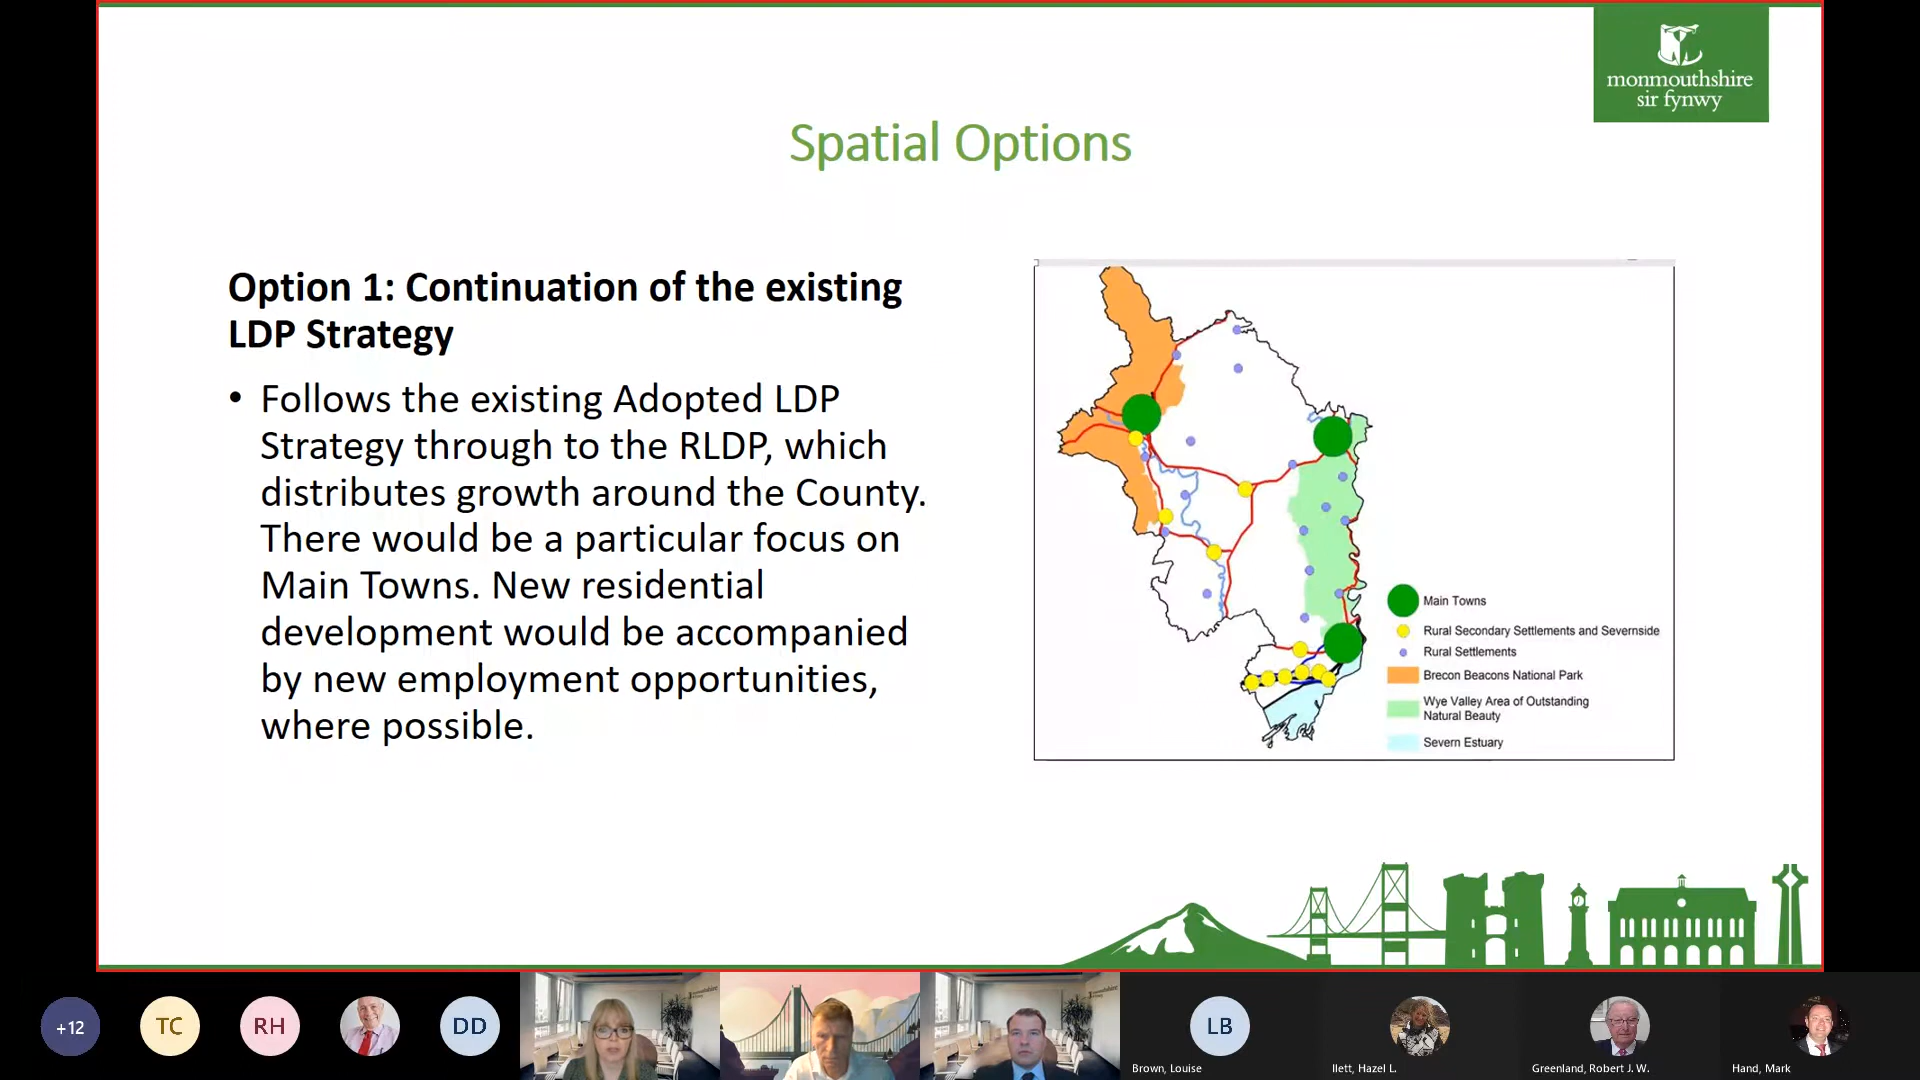 monmouthshire
sir fynwy
Spatial Options
Option 1: Continuation of the existing
LDP Strategy
• Follows the existing Adopted LDP
Strategy through to the RLDP, which
distributes growth around the County.
There would be a particular focus on
Main Towns. New residential
development would be accompanied
by new employment opportunities,
where possible.
Main Towns
Rural Secondary Settlements and Severnside
Rural Settlements
Brecon Beacons National Park
Wye Valley Area of Outstanding
Natural Beauty
Severn Estuary
+12
TC
RH
DD
LB
Brown, Louise
Ilett, Hazel L.
Greenland, Robert J. W.
Hand, Mark